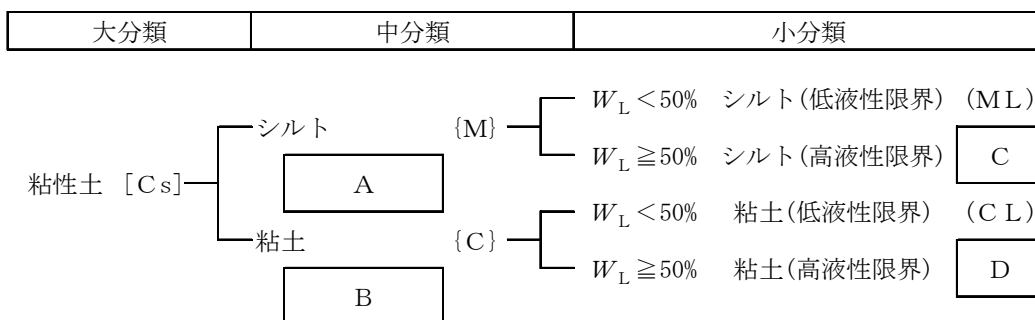 大分類 中分類 小分類
W_L＜50% シルト(低液性限界) (ML)
シルト {M}
W_L≧50% シルト(高液性限界) C
粘性土 [Cs] A
W_L＜50% 粘土(低液性限界) (CL)
粘土 {C}
W_L≧50% 粘土(高液性限界) D
B